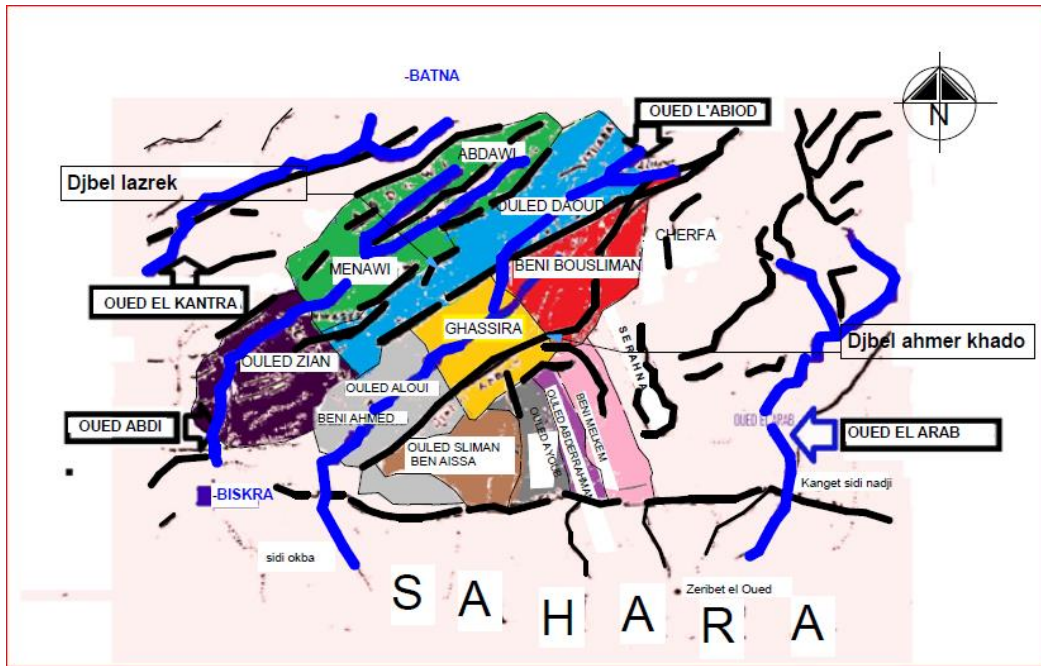 -BATNA
N
OUED L'ABIOD
Djbel lazrek
ABDAWI
OULED DAOUD
CHERFA
MENAWI
BENI BOUSLIMAN
OUED EL KANTRA
GHASSIRA
Djbel ahmer khado
SERAHNA
OULED ZIAN
OULED ALOUI
BENI AHMED
OUED ABDI
OULED SLIMAN
BEN AISSA
OULED AYOUB
OULED ABDERRAHMAN
BENI MELKEM
OUED EL ARAB
OUED EL ARAB
Kanget sidi nadji
-BISKRA
sidi okba
Zeribet el Oued
SAHARA